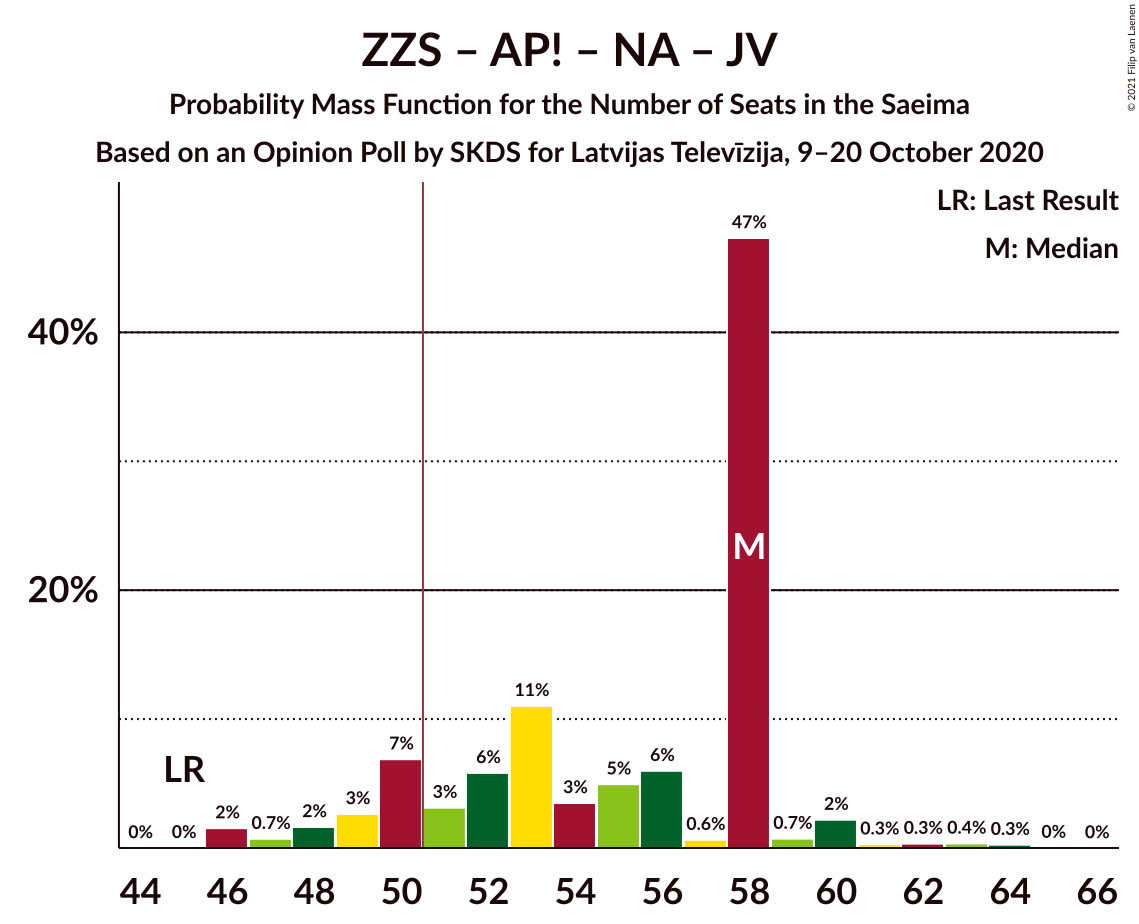 ZZS – AP! – NA – JV
Probability Mass Function for the Number of Seats in the Saeima
Based on an Opinion Poll by SKDS for Latvijas Televīzija, 9–20 October 2020
© 2021 Filip van Laenen
LR: Last Result
M: Median
47%
40%
M
20%
11%
7%
6%
6%
5%
LR
3%
3%
3%
2%
0.7%
2%
0.6%
0.7%
2%
0.3%
0.3%
0.4%
0.3%
0%
0%
0%
0%
44 46 48 50 52 54 56 58 60 62 64 66